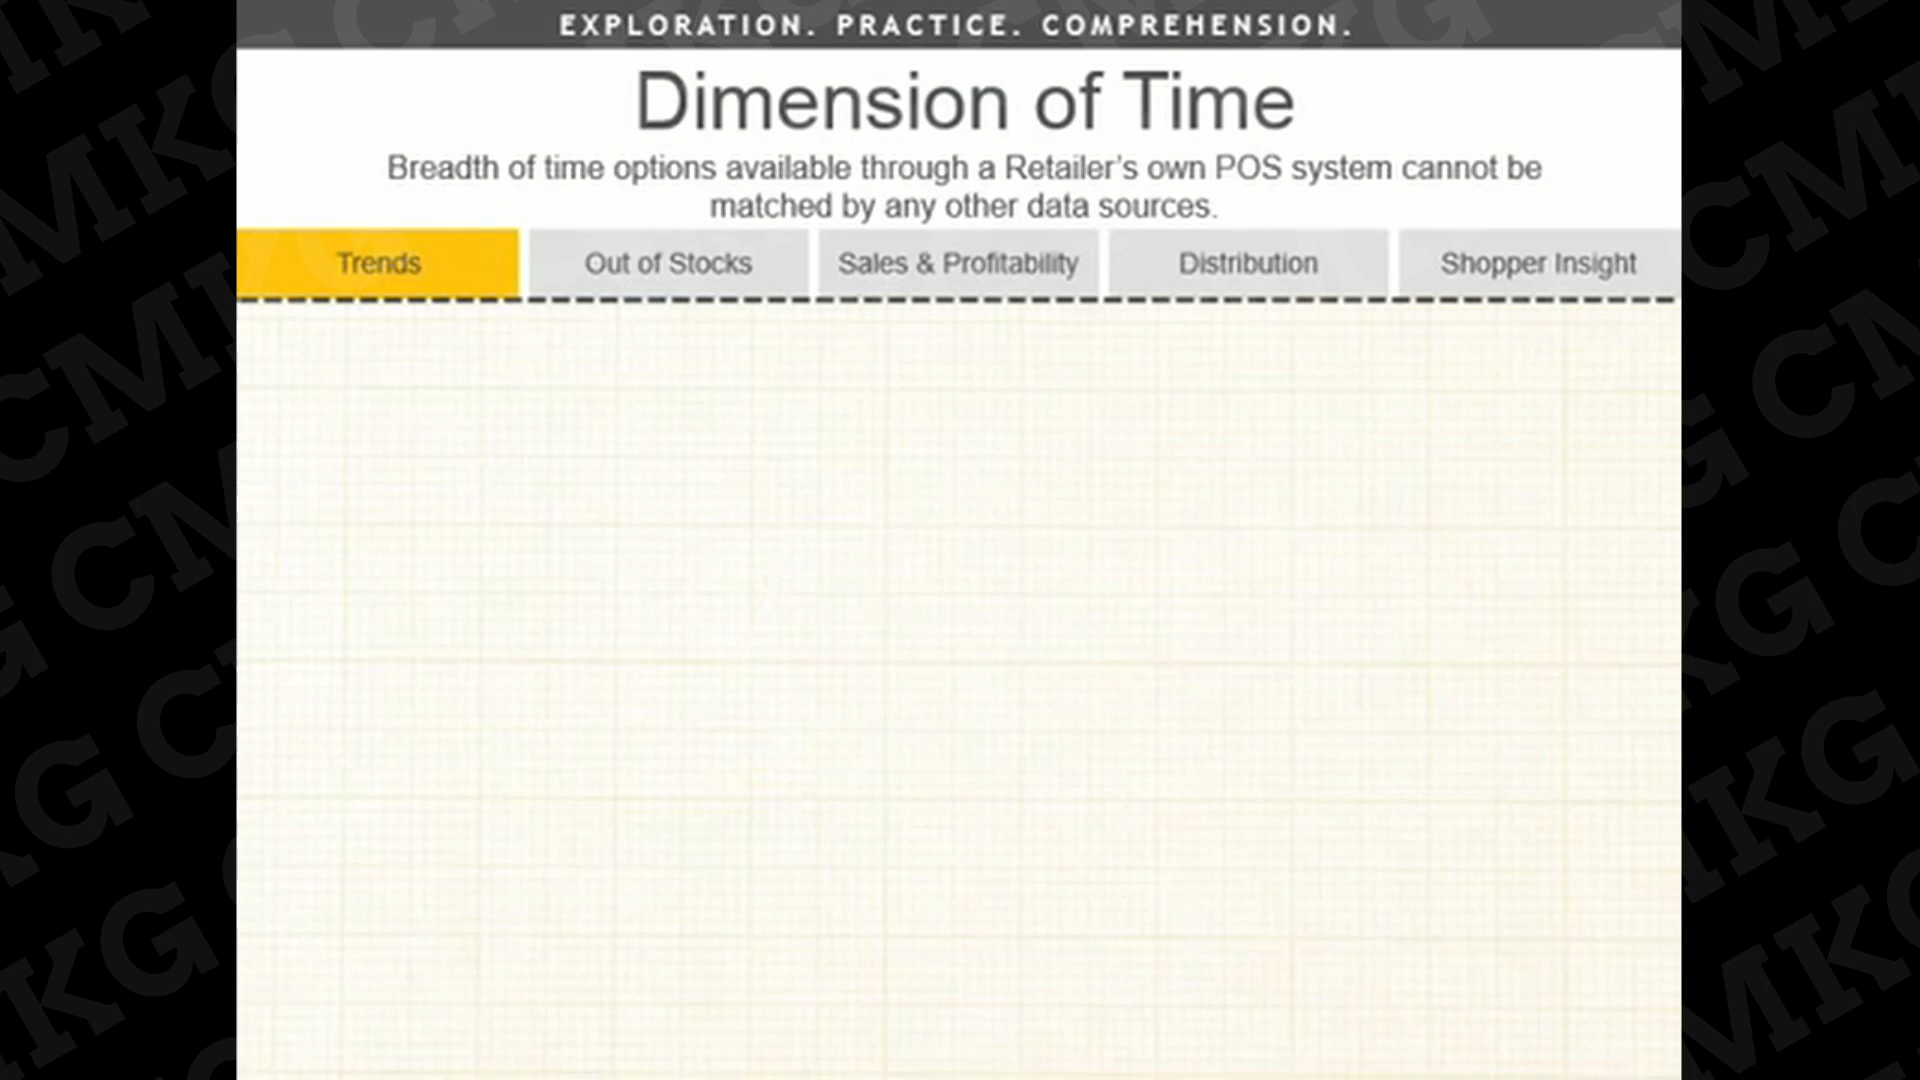 EXPLORATION. PRACTICE. COMPREHENSION.
Dimension of Time
Breadth of time options available through a Retailer's own POS system cannot be
matched by any other data sources.
Trends
Out of Stocks
Sales & Profitability
Distribution
Shopper Insight
CMKG